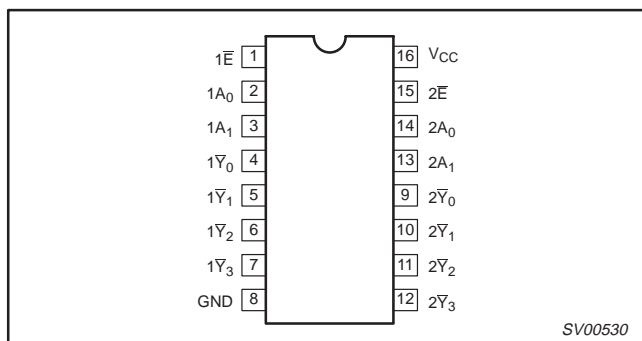 1E̅ 1 16 VCC
1A0 2 15 2E̅
1A1 3 14 2A0
1Y̅0 4 13 2A1
1Y̅1 5 9 2Y̅0
1Y̅2 6 10 2Y̅1
1Y̅3 7 11 2Y̅2
GND 8 12 2Y̅3
SV00530